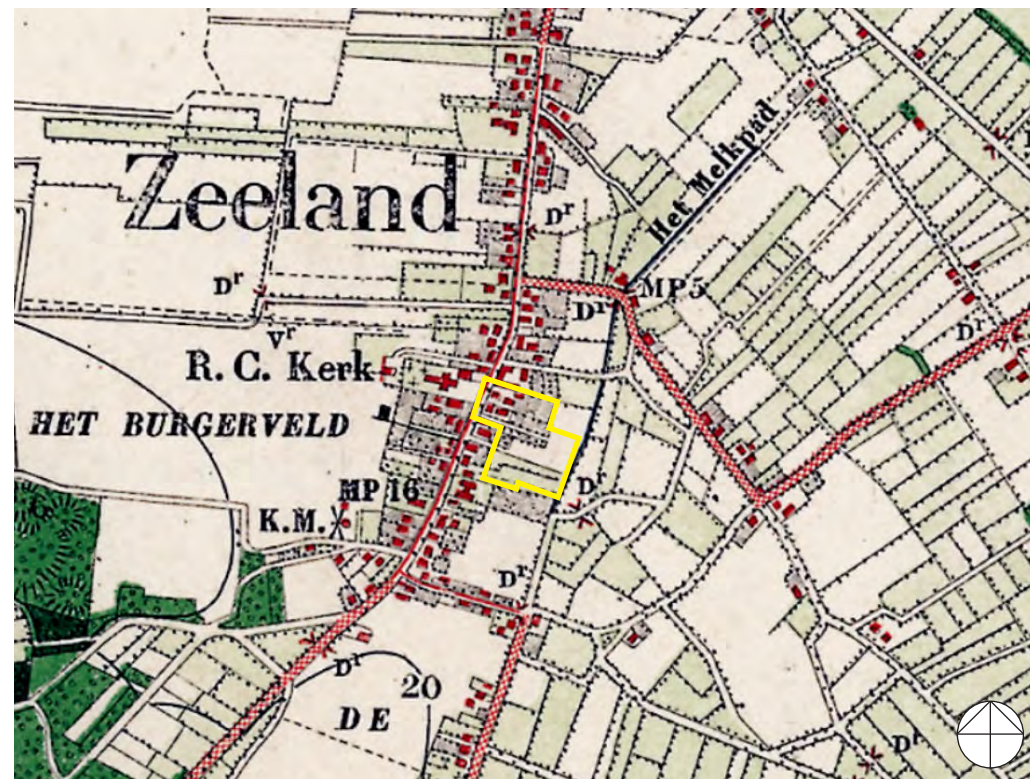 Het Melkpad
Zeeland
Dʳ
Dʳ
MP5
Dʳ
Dʳ
Vʳ
R. C. Kerk
HET BURGERVELD
MP 16
Dʳ
K.M.
Dʳ
Dʳ
20
DE
Dʳ